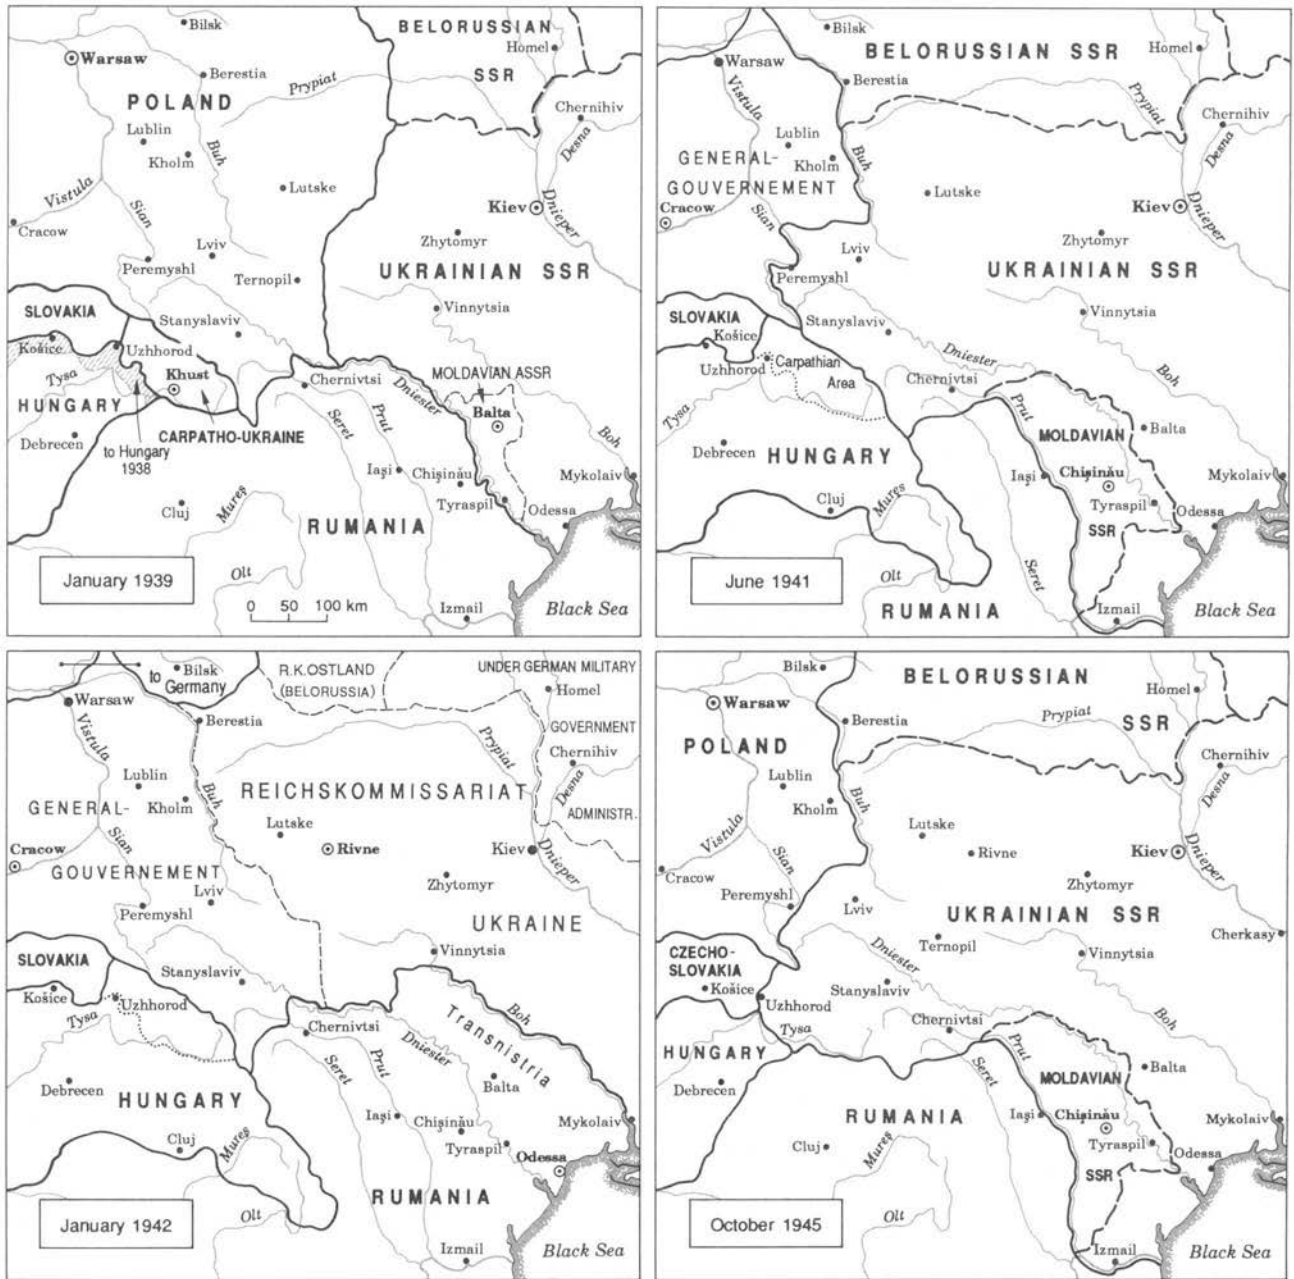 Bilsk
BELORUSSIAN
Homel
Warsaw
SSR
Berestia
Prypiat
POLAND
Chernihiv
Lublin
Desna
Kholm
Buh
Lutske
Vistula
Sian
Kiev
Dnieper
Cracow
Zhytomyr
Lviv
Peremyshl
UKRAINIAN SSR
Ternopil
SLOVAKIA
Vinnytsia
Stanyslaviv
Košice
Uzhhorod
Tysa
Khust
Chernivtsi
Dniester
MOLDAVIAN ASSR
HUNGARY
Prut
Balta
Boh
Seret
CARPATHO-UKRAINE
Debrecen
to Hungary
1938
Iaşi
Chişinău
Mykolaiv
Tyraspil
Cluj
Mureş
Odessa
RUMANIA
January 1939
Olt
0 50 100 km
Izmail
Black Sea
Bilsk
BELORUSSIAN SSR
Homel
Warsaw
Berestia
Prypiat
Vistula
Chernihiv
Lublin
Desna
GENERAL-
Kholm
Buh
GOUVERNEMENT
Lutske
Cracow
Sian
Kiev
Dnieper
Zhytomyr
Lviv
Peremyshl
UKRAINIAN SSR
SLOVAKIA
Vinnytsia
Stanyslaviv
Košice
Dniester
Uzhhorod
Carpathian
Area
Chernivtsi
Boh
Tysa
Prut
MOLDAVIAN
Balta
Debrecen
HUNGARY
Iaşi
Chişinău
Mykolaiv
Cluj
Mureş
Tyraspil
Odessa
SSR
June 1941
Olt
Seret
RUMANIA
Izmail
Black Sea
to
Bilsk
Germany
R.K.OSTLAND
(BELORUSSIA)
UNDER GERMAN MILITARY
Homel
Warsaw
Berestia
GOVERNMENT
Vistula
Prypiat
Chernihiv
Lublin
REICHSKOMMISSARIAT
Desna
GENERAL-
Kholm
Buh
ADMINISTR.
Lutske
Sian
Cracow
Rivne
Kiev
Dnieper
GOUVERNEMENT
Zhytomyr
Lviv
Peremyshl
UKRAINE
Vinnytsia
SLOVAKIA
Stanyslaviv
Košice
Uzhhorod
Tysa
Transnistria
Boh
Chernivtsi
Dniester
Prut
Seret
Debrecen
Balta
HUNGARY
Iaşi
Chişinău
Mykolaiv
Cluj
Mureş
Tyraspil
Odessa
RUMANIA
January 1942
Olt
Izmail
Black Sea
Bilsk
BELORUSSIAN
Homel
Warsaw
Berestia
Prypiat
SSR
POLAND
Chernihiv
Lublin
Desna
Kholm
Buh
Vistula
Lutske
Sian
Rivne
Kiev
Dnieper
Cracow
Zhytomyr
Peremyshl
Lviv
UKRAINIAN SSR
Cherkasy
CZECHO-
SLOVAKIA
Dniester
Ternopil
Vinnytsia
Košice
Stanyslaviv
Uzhhorod
Tysa
Chernivtsi
Boh
HUNGARY
Prut
Seret
Balta
Debrecen
MOLDAVIAN
RUMANIA
Iaşi
Chişinău
Mykolaiv
Cluj
Mureş
Tyraspil
Odessa
SSR
October 1945
Olt
Izmail
Black Sea